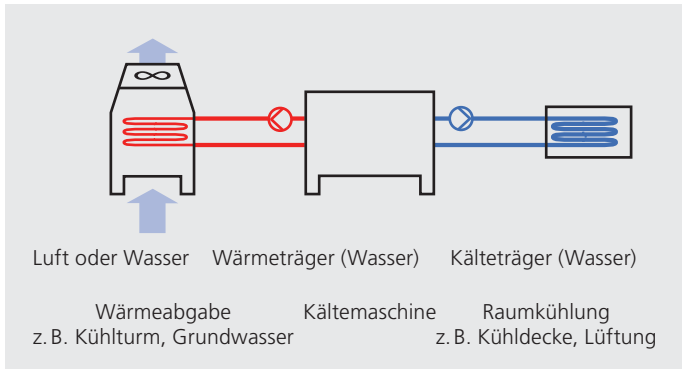 Luft oder Wasser Wärmeträger (Wasser) Kälteträger (Wasser)
Wärmeabgabe Kältemaschine Raumkühlung
z. B. Kühlturm, Grundwasser z. B. Kühldecke, Lüftung